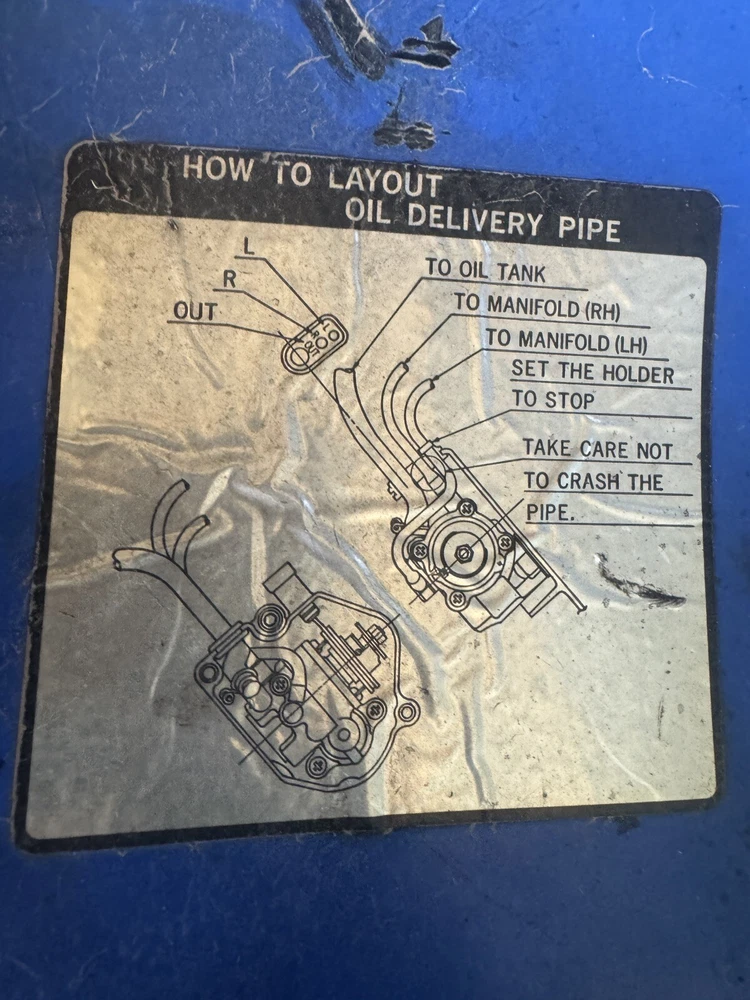 HOW TO LAYOUT
OIL DELIVERY PIPE
L
R
OUT
L
R
OUT
TO OIL TANK
TO MANIFOLD (RH)
TO MANIFOLD (LH)
SET THE HOLDER
TO STOP
TAKE CARE NOT
TO CRASH THE
PIPE.